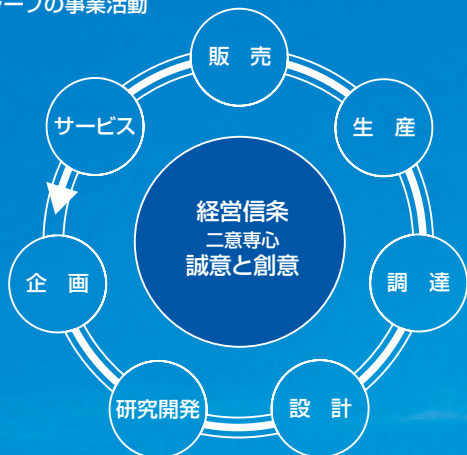 ープの事業活動
販 売
サービス
生 産
経営信条
二意専心
誠意と創意
企 画
調 達
研究開発
設 計